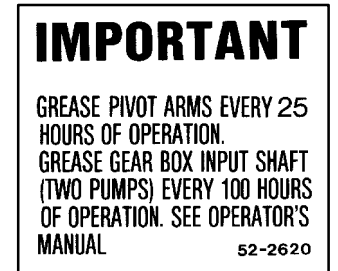 IMPORTANT
GREASE PIVOT ARMS EVERY 25
HOURS OF OPERATION.
GREASE GEAR BOX INPUT SHAFT
(TWO PUMPS) EVERY 100 HOURS
OF OPERATION. SEE OPERATOR'S
MANUAL 52-2620